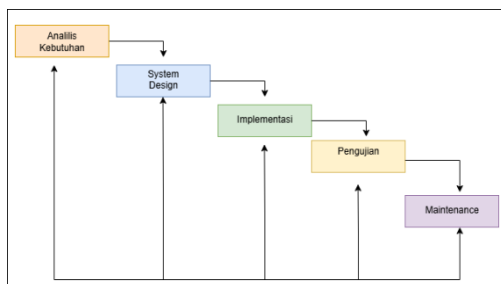 Analilis
Kebutuhan
System
Design
Implementasi
Pengujian
Maintenance